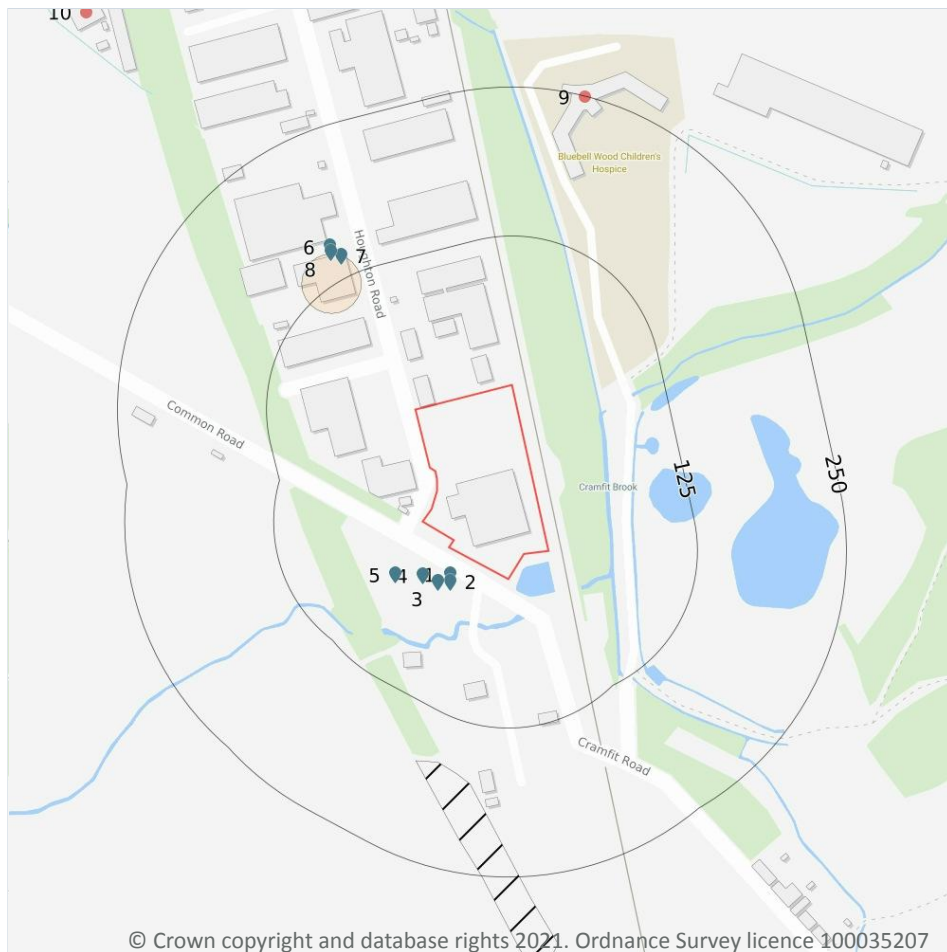 10
9
Bluebell Wood Children's
Hospice
6
7
8
Houghton Road
Common Road
125
250
Cramfit Brook
5
4
1
2
3
Cramfit Road
© Crown copyright and database rights 2021. Ordnance Survey licence 100035207